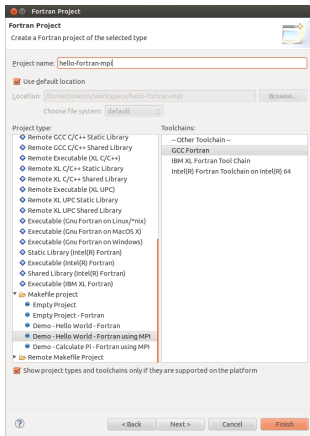 Fortran Project
Fortran Project
Create a Fortran project of the selected type
Project name: hello-fortran-mpi
Use default location
Location: /home/jonesm/workspace/hello-fortran-mpi Browse...
Choose file system: default
Project type: Toolchains:
Remote GCC C/C++ Static Library
Remote GCC C/C++ Shared Library
Remote Executable (XL C/C++)
Remote XL C/C++ Static Library
Remote XL C/C++ Shared Library
Remote Executable (XL UPC)
Remote XL UPC Static Library
Remote XL UPC Shared Library
Executable (Gnu Fortran on Linux/*nix)
Executable (Gnu Fortran on MacOS X)
Executable (Gnu Fortran on Windows)
Static Library (Intel(R) Fortran)
Executable (Intel(R) Fortran)
Shared Library (Intel(R) Fortran)
Executable (IBM XL Fortran)
Makefile project
Empty Project
Empty Project - Fortran
Demo - Hello World - Fortran
Demo - Hello World - Fortran using MPI
Demo - Calculate Pi - Fortran using MPI
Remote Makefile Project
-- Other Toolchain --
GCC Fortran
IBM XL Fortran Tool Chain
Intel(R) Fortran Toolchain on Intel(R) 64
Show project types and toolchains only if they are supported on the platform
? < Back Next > Cancel Finish